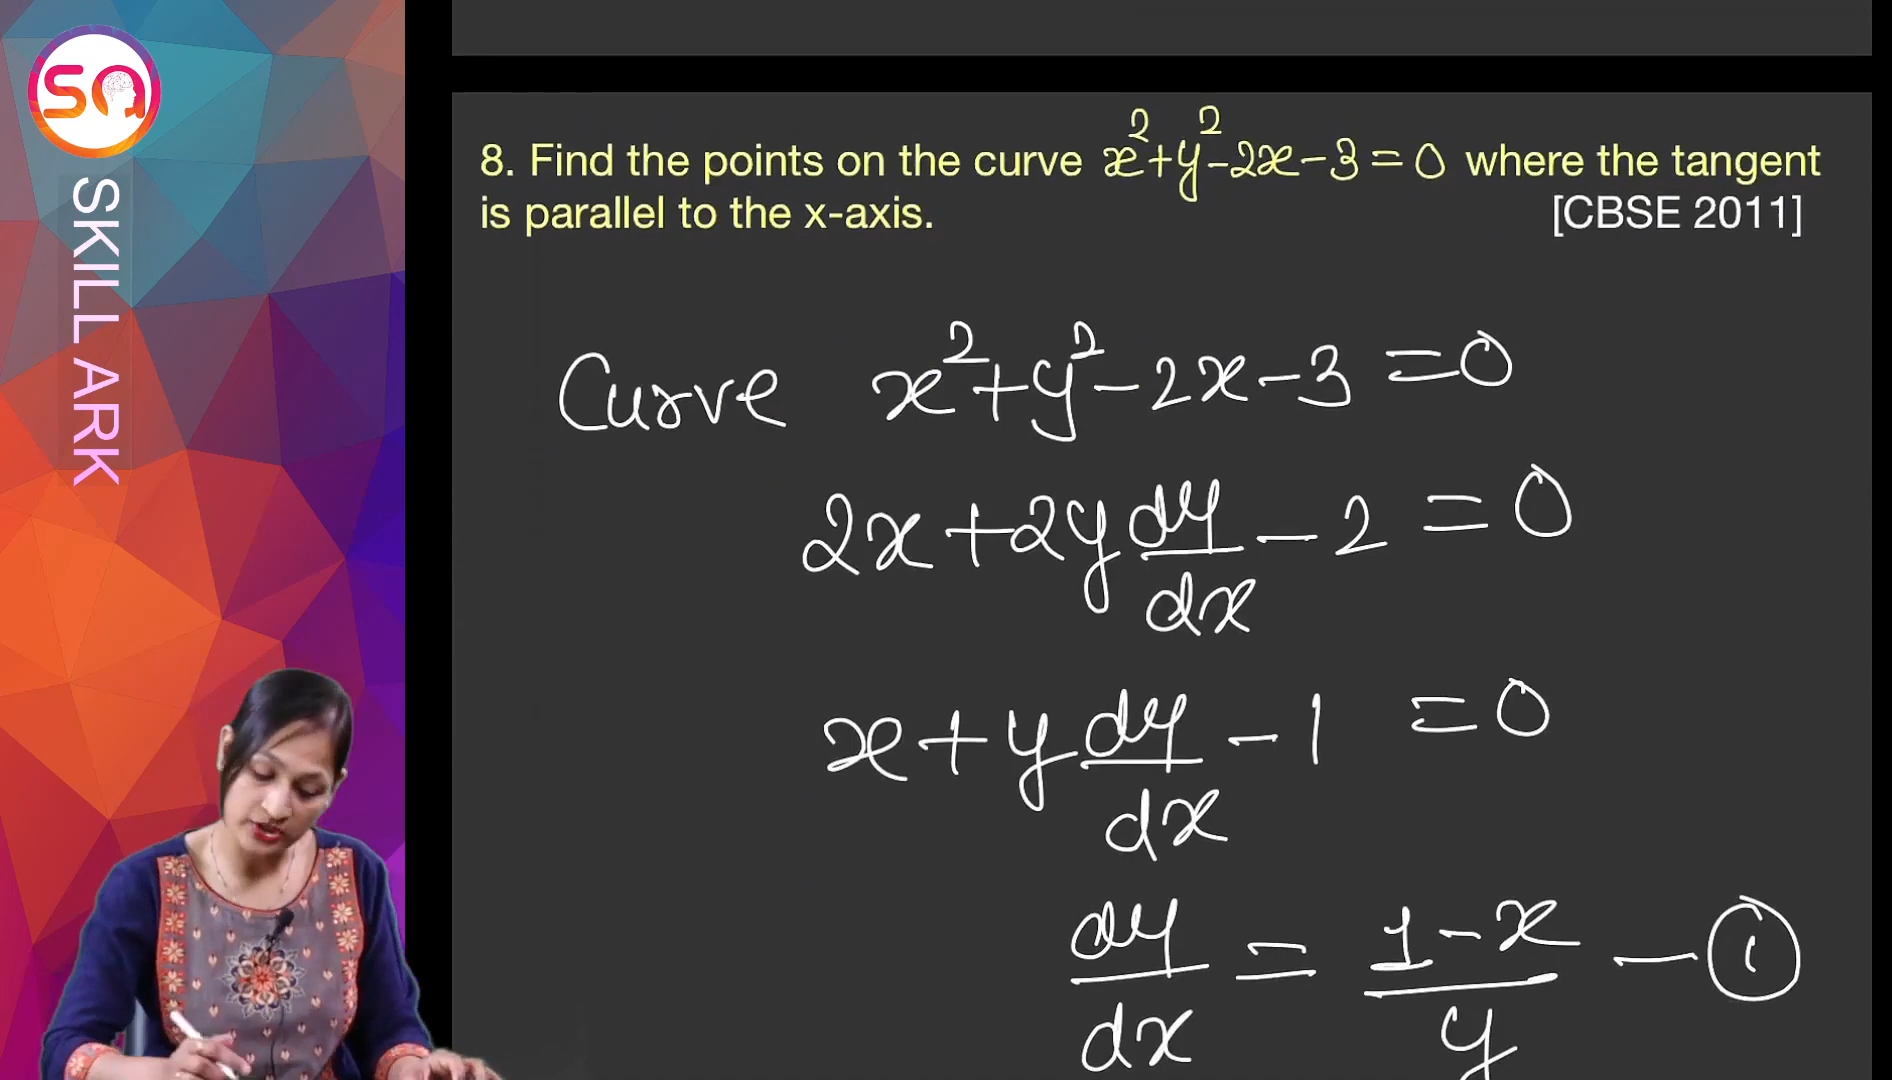 SA
SKILL ARK
8. Find the points on the curve x²+y²-2x-3=0 where the tangent
is parallel to the x-axis. [CBSE 2011]
Curve x²+y²-2x-3=0
2x+2y dy/dx -2=0
x+y dy/dx -1=0
dy/dx = 1-x/y -①